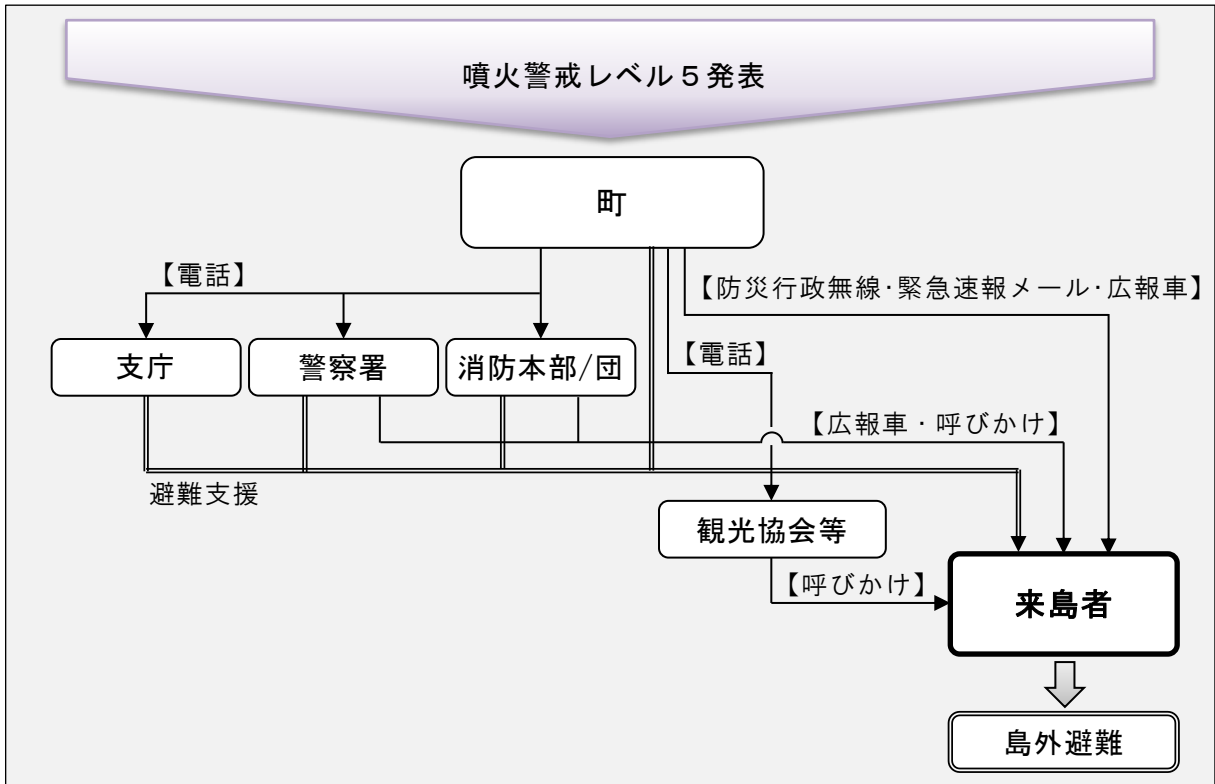 噴火警戒レベル５発表
町
【電話】
【防災行政無線･緊急速報メール･広報車】
支庁
警察署
消防本部/団
【電話】
【広報車・呼びかけ】
避難支援
観光協会等
【呼びかけ】
来島者
島外避難